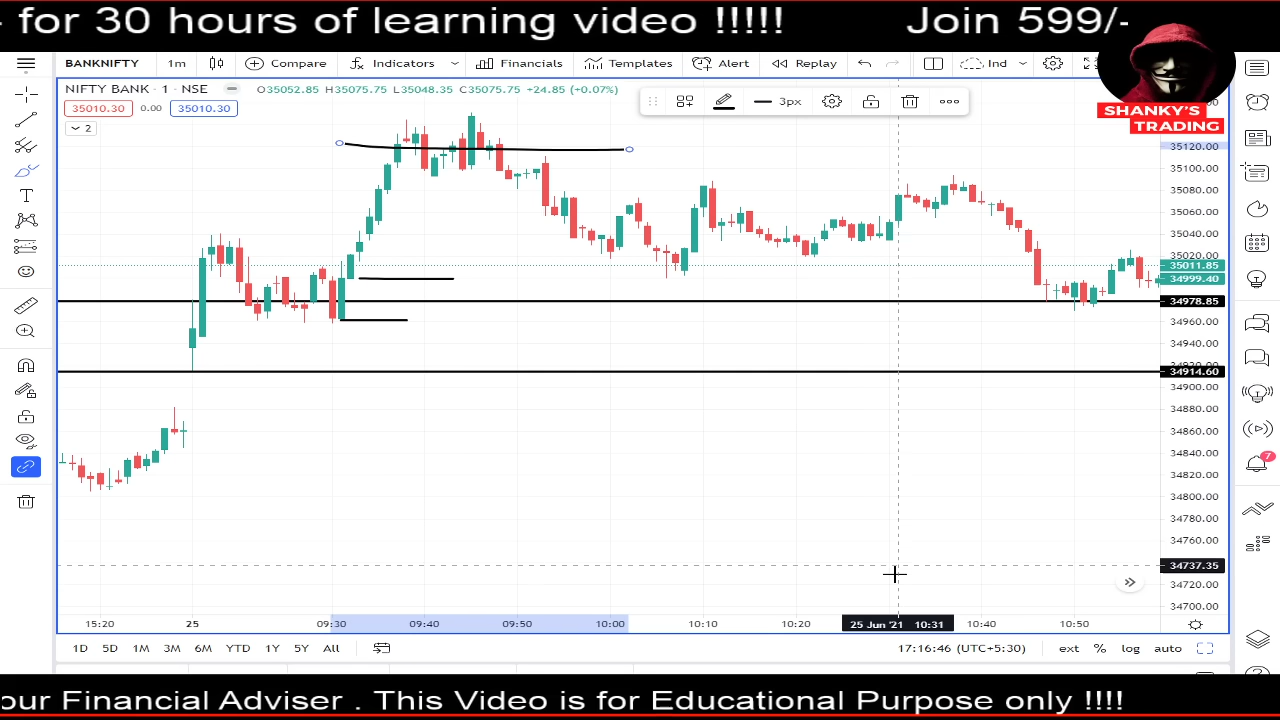 for 30 hours of learning video !!!!! Join 599/-
BANKNIFTY 1m Compare Indicators Financials Templates Alert Replay Ind
SHANKY'S
TRADING
NIFTY BANK · 1 · NSE O35052.85 H35075.75 L35048.35 C35075.75 +24.85 (+0.07%)
35010.30 0.00 35010.30
3px
2
35120.00
35100.00
35080.00
35060.00
35040.00
35020.00
35011.85
34999.40
34978.85
34960.00
34940.00
34914.60
34900.00
34880.00
34860.00
34840.00
34820.00
34800.00
34780.00
34760.00
34737.35
34720.00
34700.00
7
15:20 25 09:30 09:40 09:50 10:00 10:10 10:20 25 Jun '21 10:31 10:40 10:50
1D 5D 1M 3M 6M YTD 1Y 5Y All 17:16:46 (UTC+5:30) ext % log auto
our Financial Adviser . This Video is for Educational Purpose only !!!!